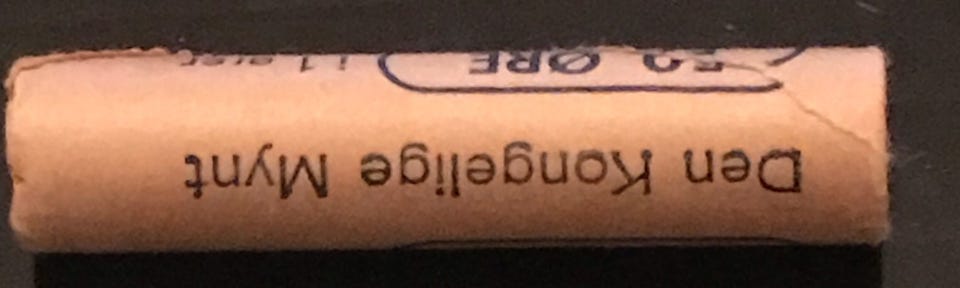 Den Kongelige Mynt
50 ØRE